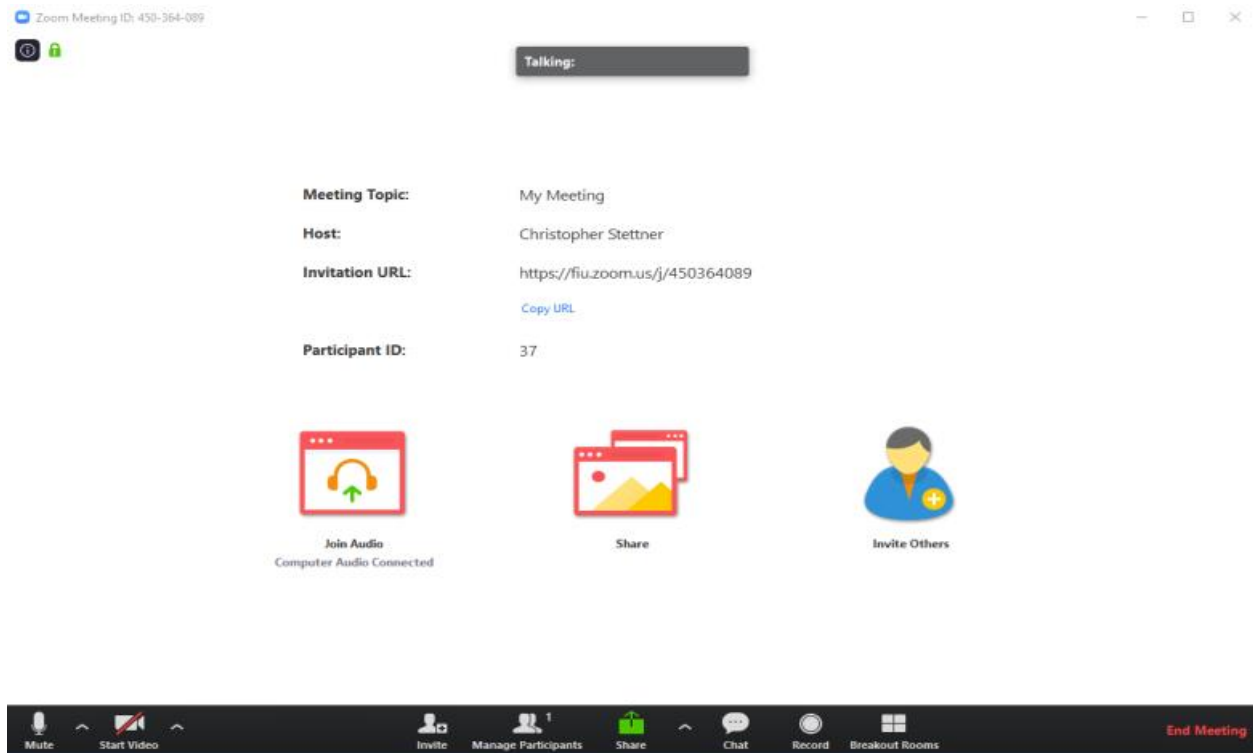 Zoom Meeting ID: 450-364-089
Talking:
Meeting Topic: My Meeting
Host: Christopher Stettner
Invitation URL: https://fiu.zoom.us/j/450364089
Copy URL
Participant ID: 37
Join Audio Share Invite Others
Computer Audio Connected
1
Mute Start Video Invite Manage Participants Share Chat Record Breakout Rooms End Meeting